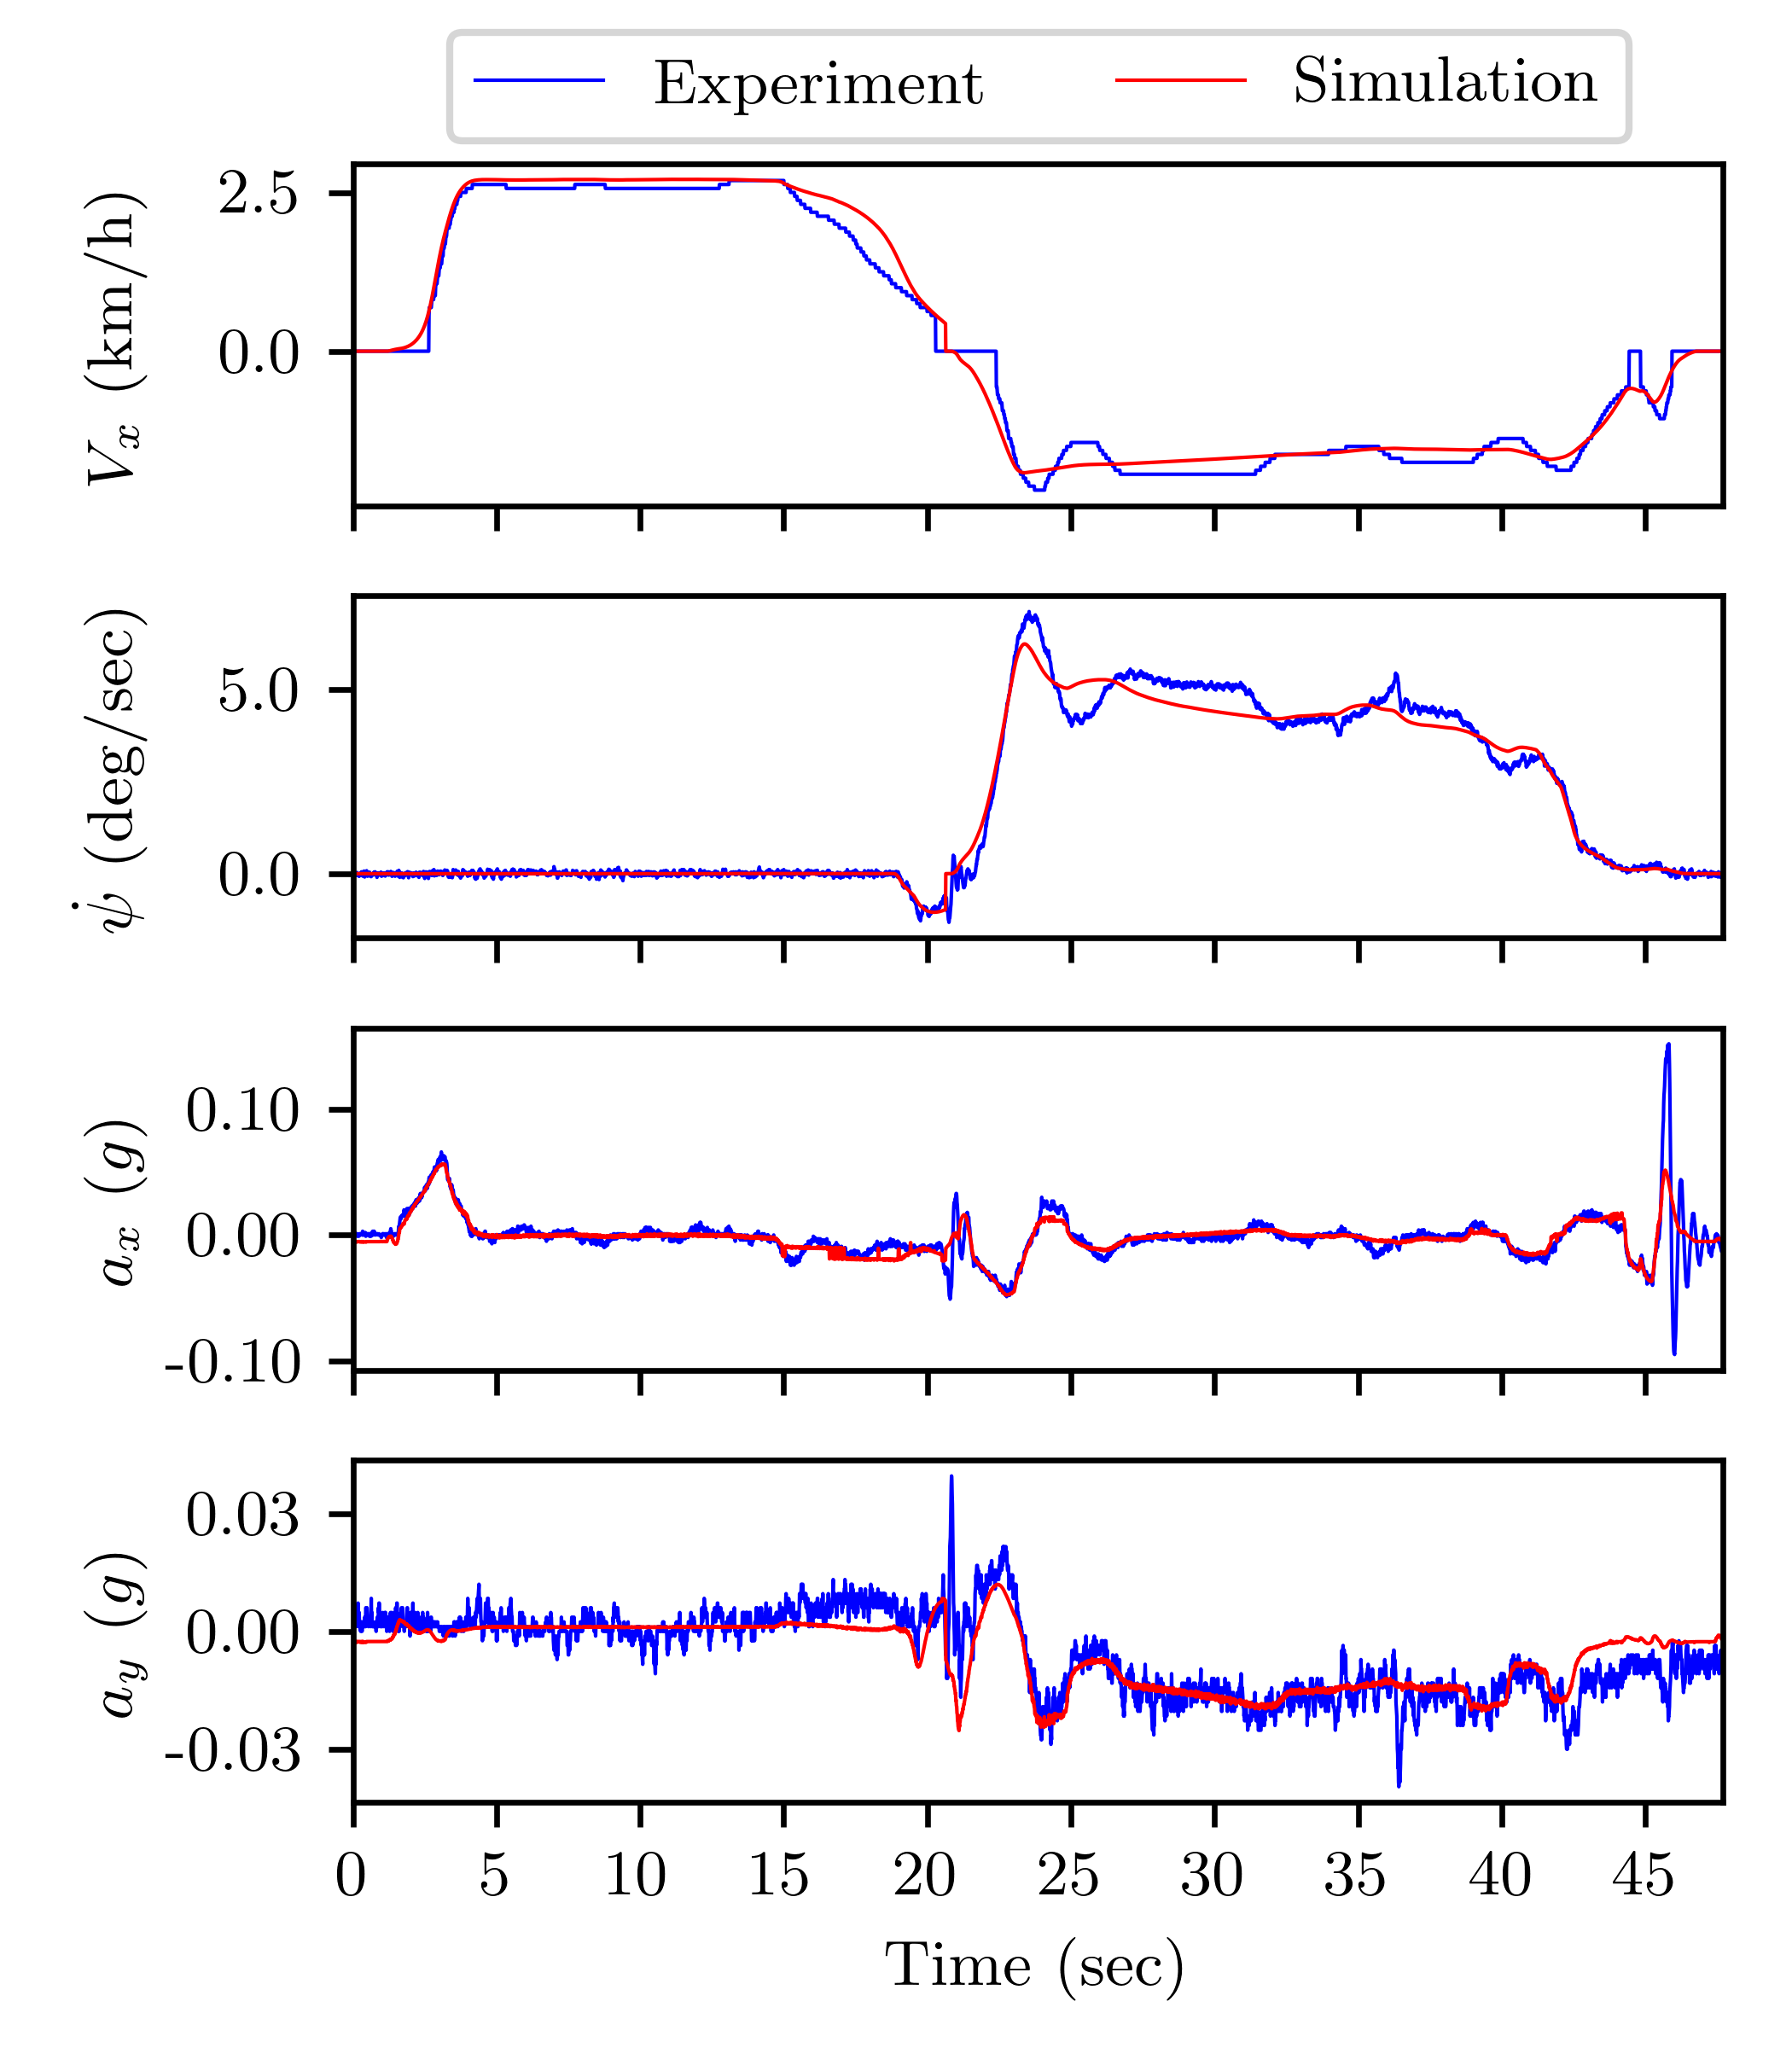 Experiment Simulation
V_x (km/h)
2.5
0.0
ψ̇ (deg/sec)
5.0
0.0
a_x (g)
0.10
0.00
-0.10
a_y (g)
0.03
0.00
-0.03
0 5 10 15 20 25 30 35 40 45
Time (sec)